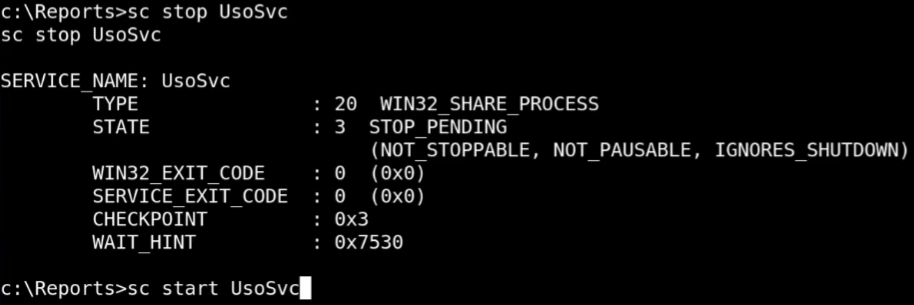 c:\Reports>sc stop UsoSvc
sc stop UsoSvc
SERVICE_NAME: UsoSvc
TYPE : 20 WIN32_SHARE_PROCESS
STATE : 3 STOP_PENDING
(NOT_STOPPABLE, NOT_PAUSABLE, IGNORES_SHUTDOWN)
WIN32_EXIT_CODE : 0 (0x0)
SERVICE_EXIT_CODE : 0 (0x0)
CHECKPOINT : 0x3
WAIT_HINT : 0x7530
c:\Reports>sc start UsoSvc